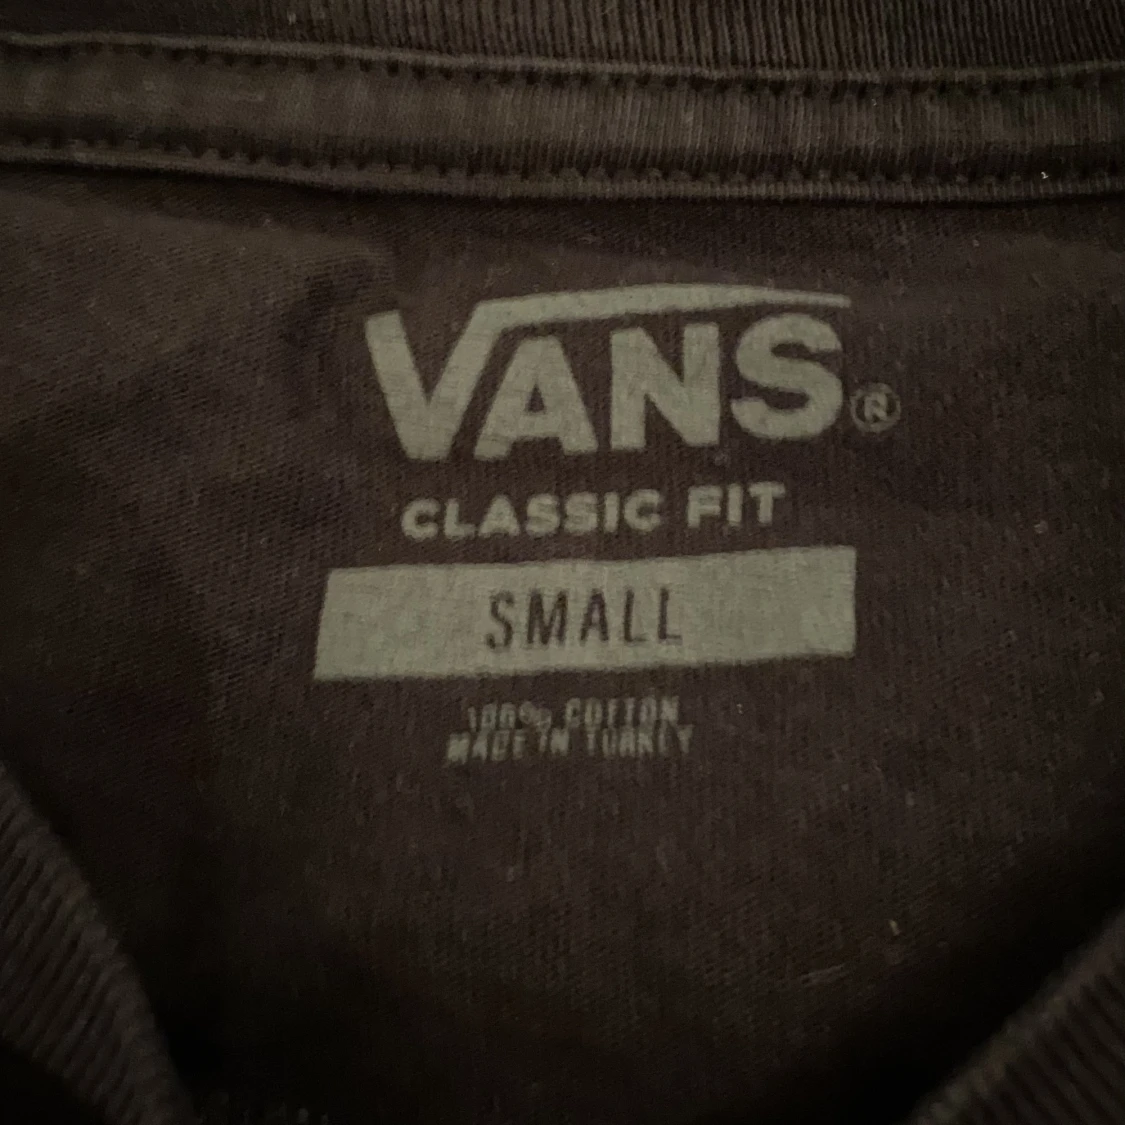 VANS®
CLASSIC FIT
SMALL
100% COTTON
MADE IN TURKEY